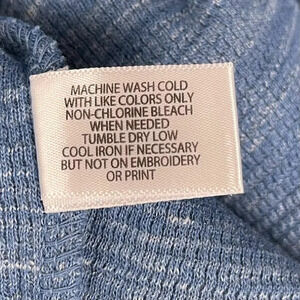 MACHINE WASH COLD
WITH LIKE COLORS ONLY
NON-CHLORINE BLEACH
WHEN NEEDED
TUMBLE DRY LOW
COOL IRON IF NECESSARY
BUT NOT ON EMBROIDERY
OR PRINT